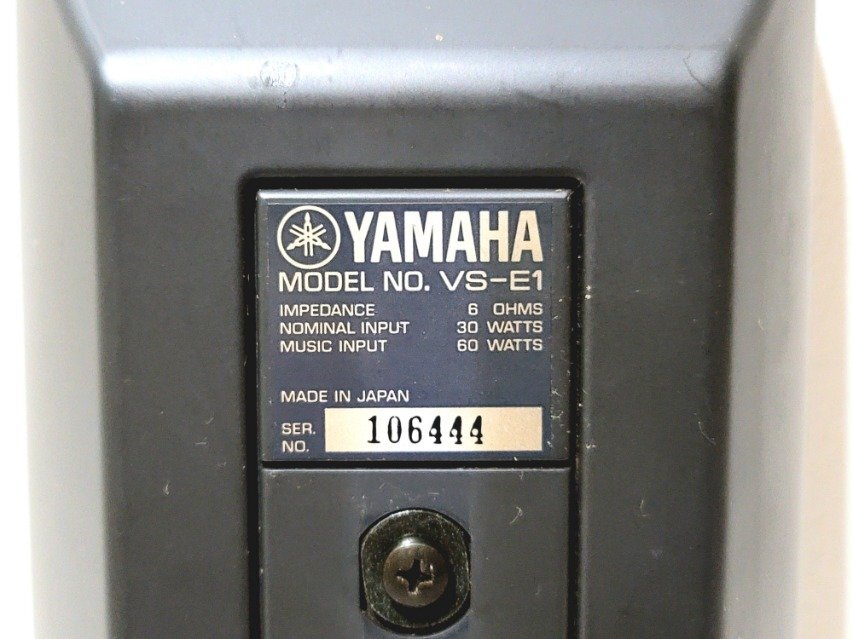 YAMAHA
MODEL NO. VS-E1
IMPEDANCE 6 OHMS
NOMINAL INPUT 30 WATTS
MUSIC INPUT 60 WATTS
MADE IN JAPAN
SER. NO. 106444